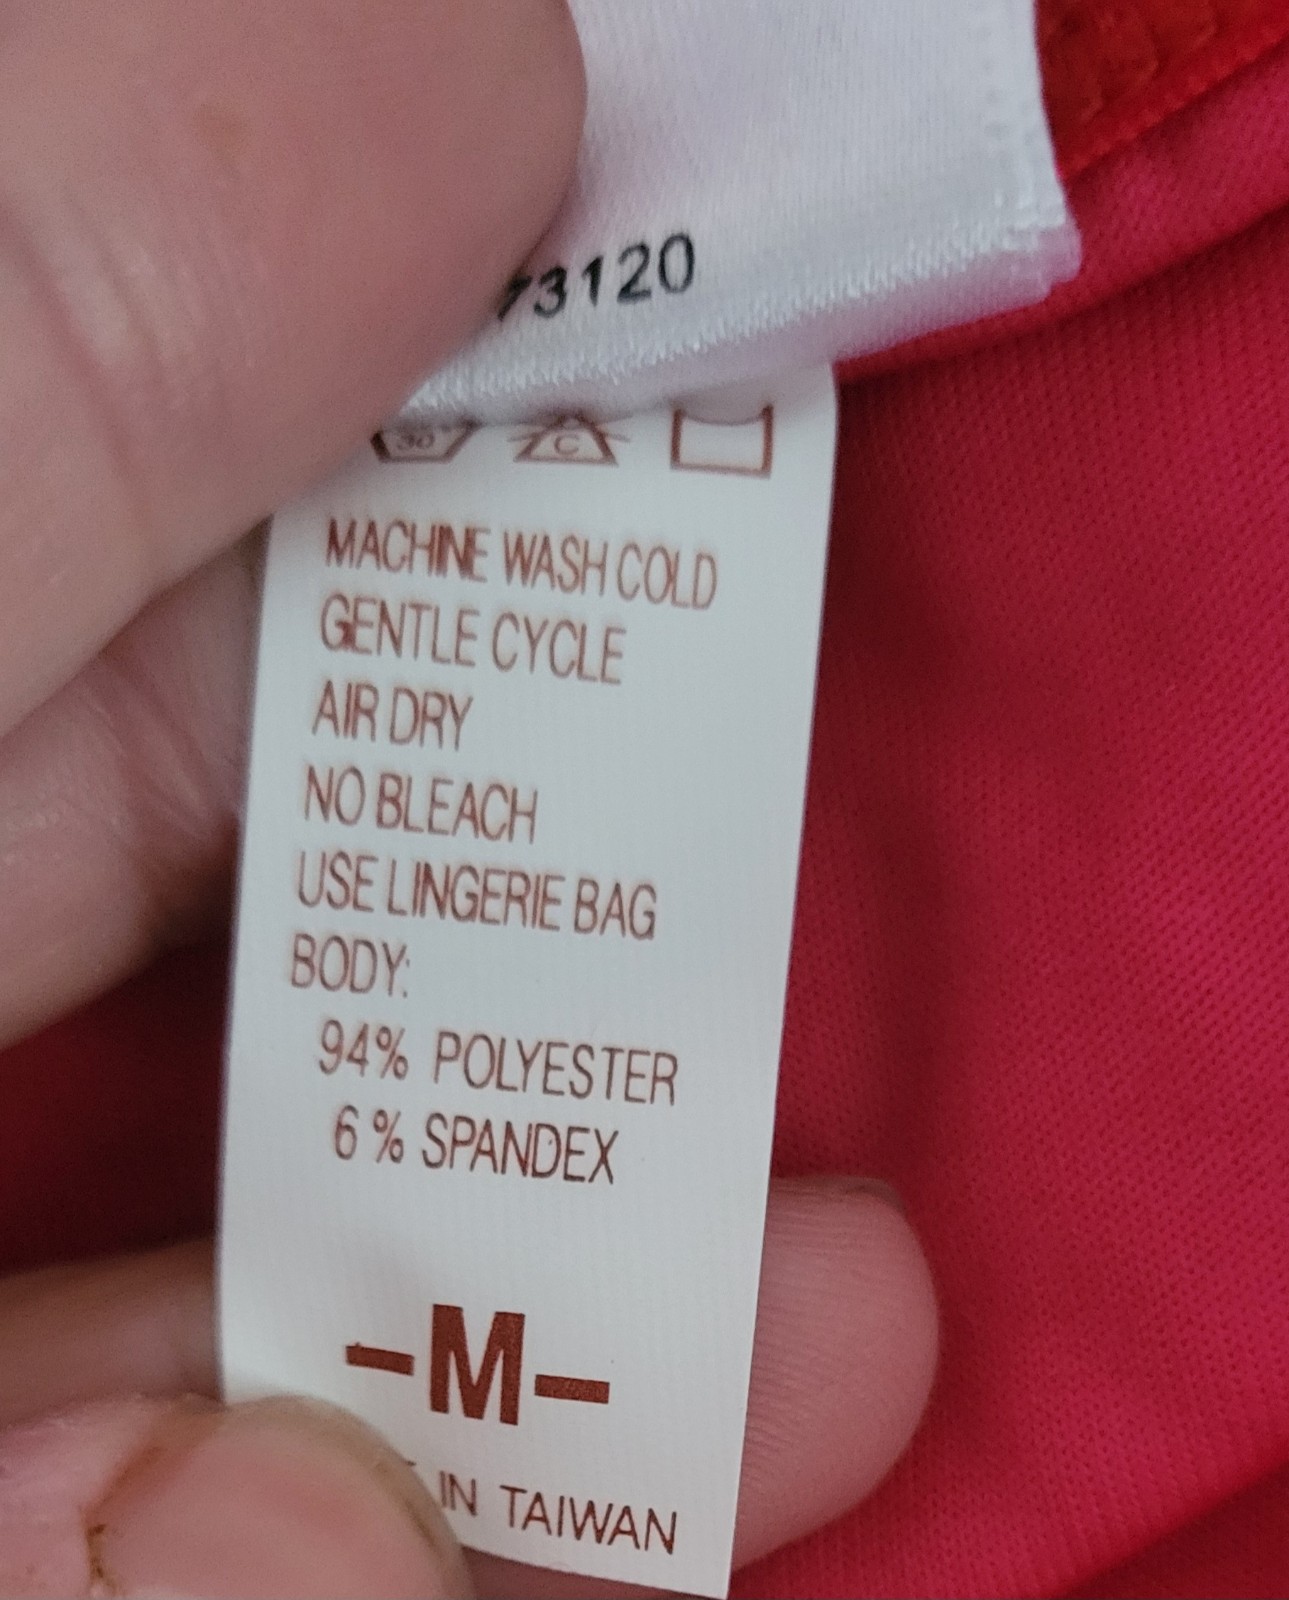 73120
30°
C
MACHINE WASH COLD
GENTLE CYCLE
AIR DRY
NO BLEACH
USE LINGERIE BAG
BODY:
94% POLYESTER
6 % SPANDEX
-M-
IN TAIWAN